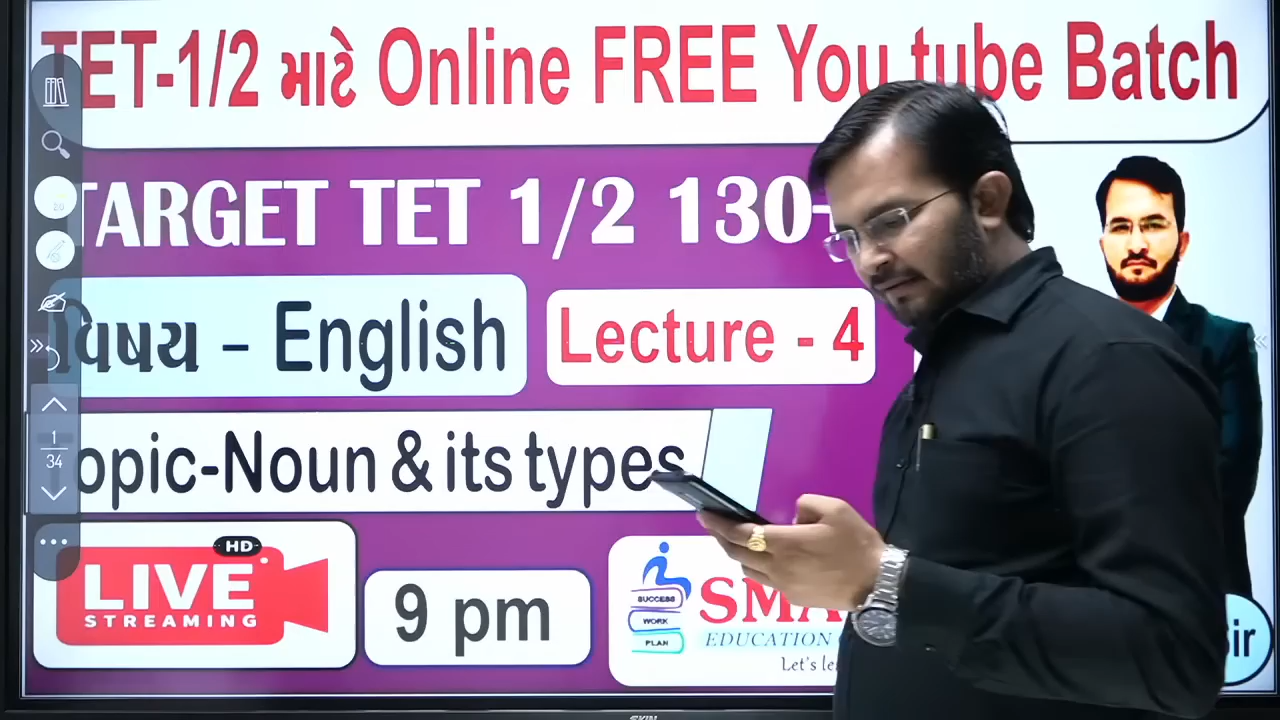 TET-1/2 માટે Online FREE You tube Batch
TARGET TET 1/2 130+
વિષય – English
Lecture - 4
opic-Noun & its types
1
34
HD
LIVE
STREAMING
9 pm
SUCCESS
WORK
PLAN
SMA
EDUCATION
Let's le
ir